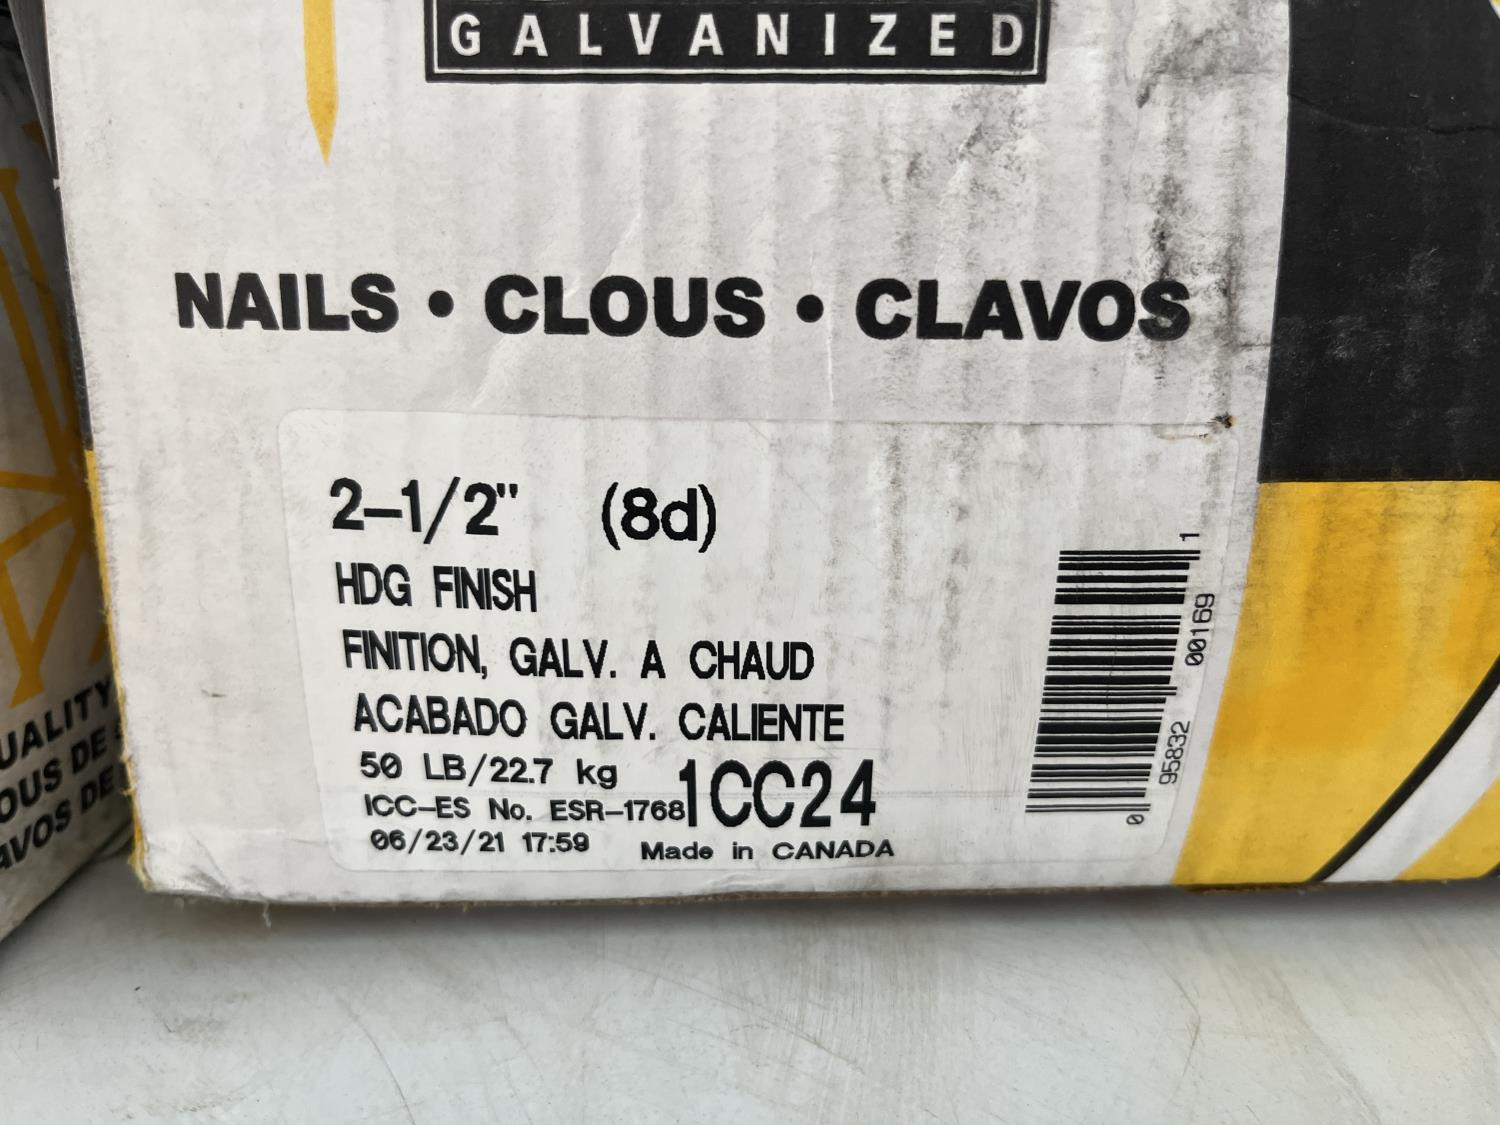 GALVANIZED
NAILS • CLOUS • CLAVOS
2-1/2" (8d)
HDG FINISH
FINITION, GALV. A CHAUD
ACABADO GALV. CALIENTE
50 LB/22.7 kg 1CC24
ICC-ES No. ESR-1768
06/23/21 17:59 Made in CANADA
0 95832 00169 1
DE
DE